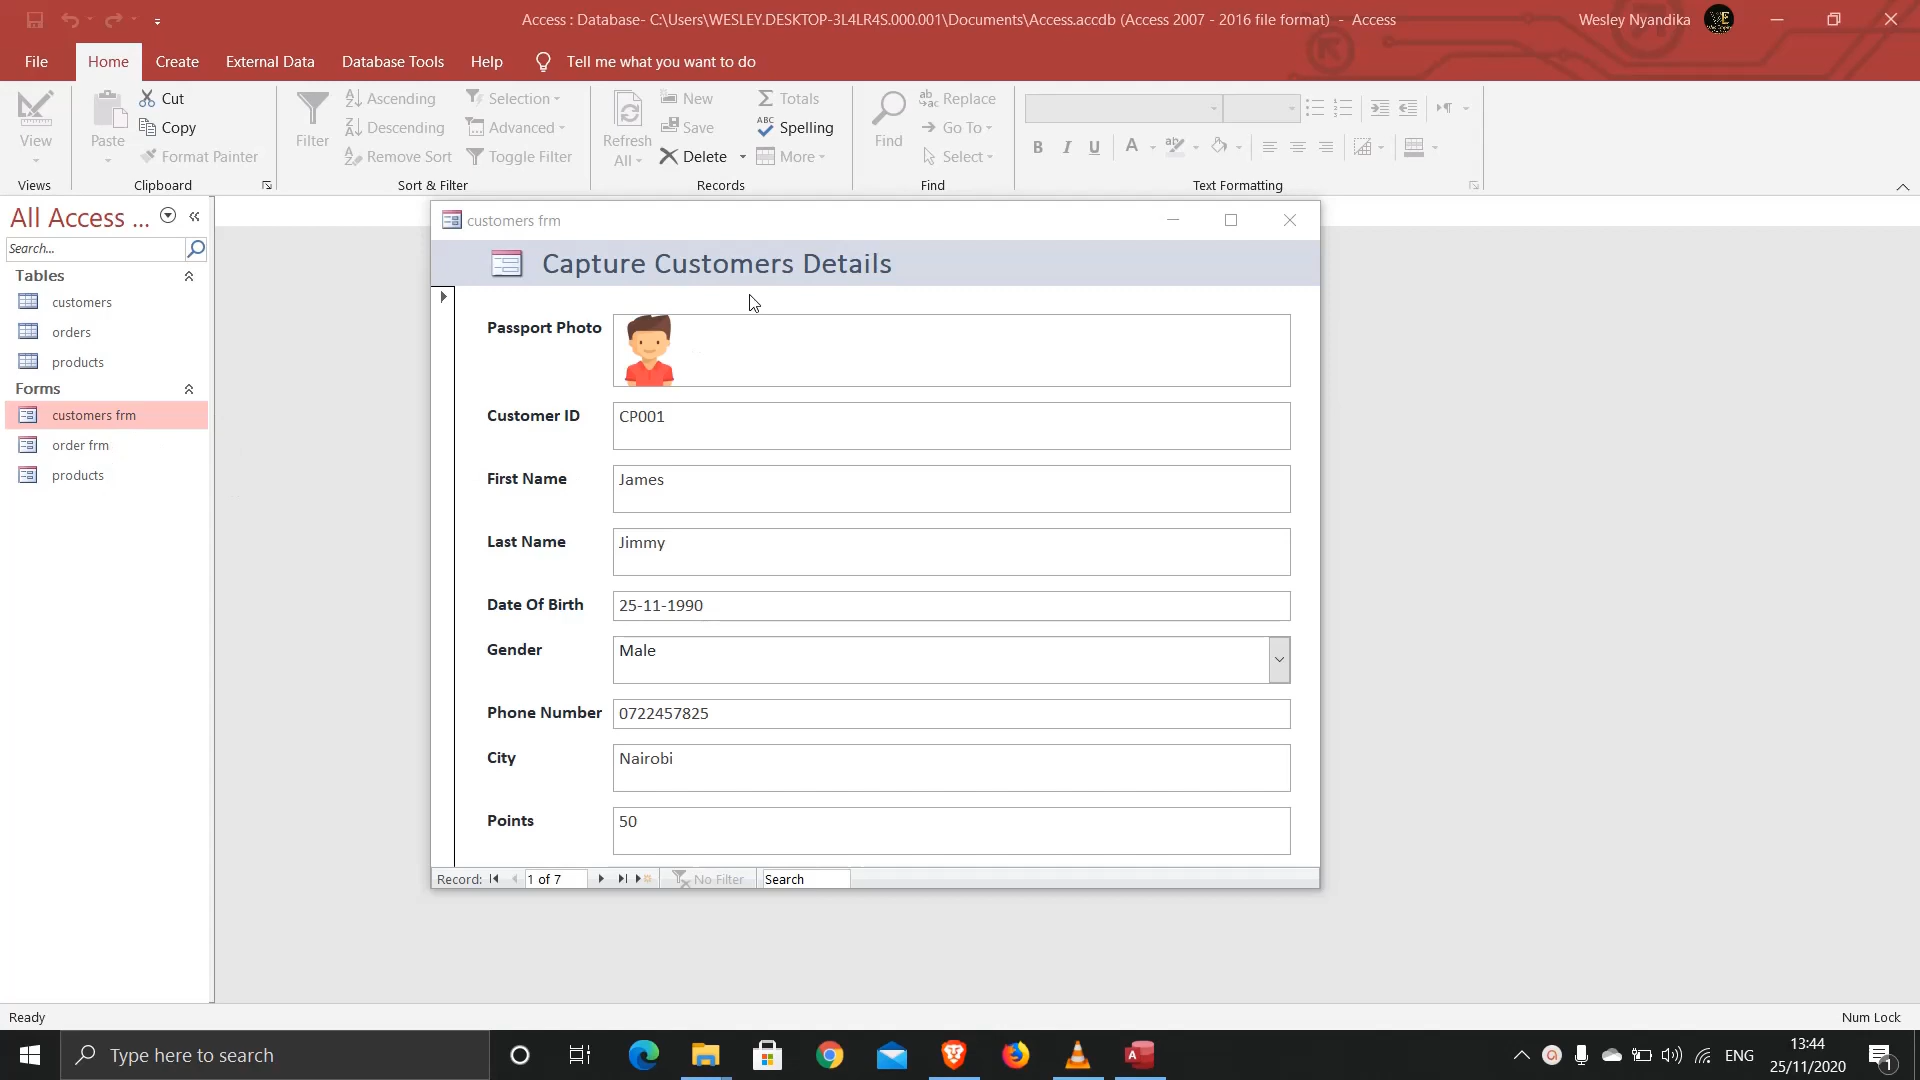 Access : Database- C:\Users\WESLEY.DESKTOP-3L4LR4S.000.001\Documents\Access.accdb (Access 2007 - 2016 file format) - Access
Wesley Nyandika
File Home Create External Data Database Tools Help Tell me what you want to do
View
Views
Paste
Cut
Copy
Format Painter
Clipboard
Filter
Ascending
Descending
Remove Sort
Selection
Advanced
Toggle Filter
Sort & Filter
Refresh
All
New
Save
Delete
Totals
Spelling
More
Records
Find
Replace
Go To
Select
Find
B I U A
Text Formatting
All Access ...
Search...
Tables
customers
orders
products
Forms
customers frm
order frm
products
customers frm
Capture Customers Details
Passport Photo
Customer ID CP001
First Name James
Last Name Jimmy
Date Of Birth 25-11-1990
Gender Male
Phone Number 0722457825
City Nairobi
Points 50
Record: 1 of 7 No Filter Search
Ready
Num Lock
Type here to search
ENG
13:44
25/11/2020
1